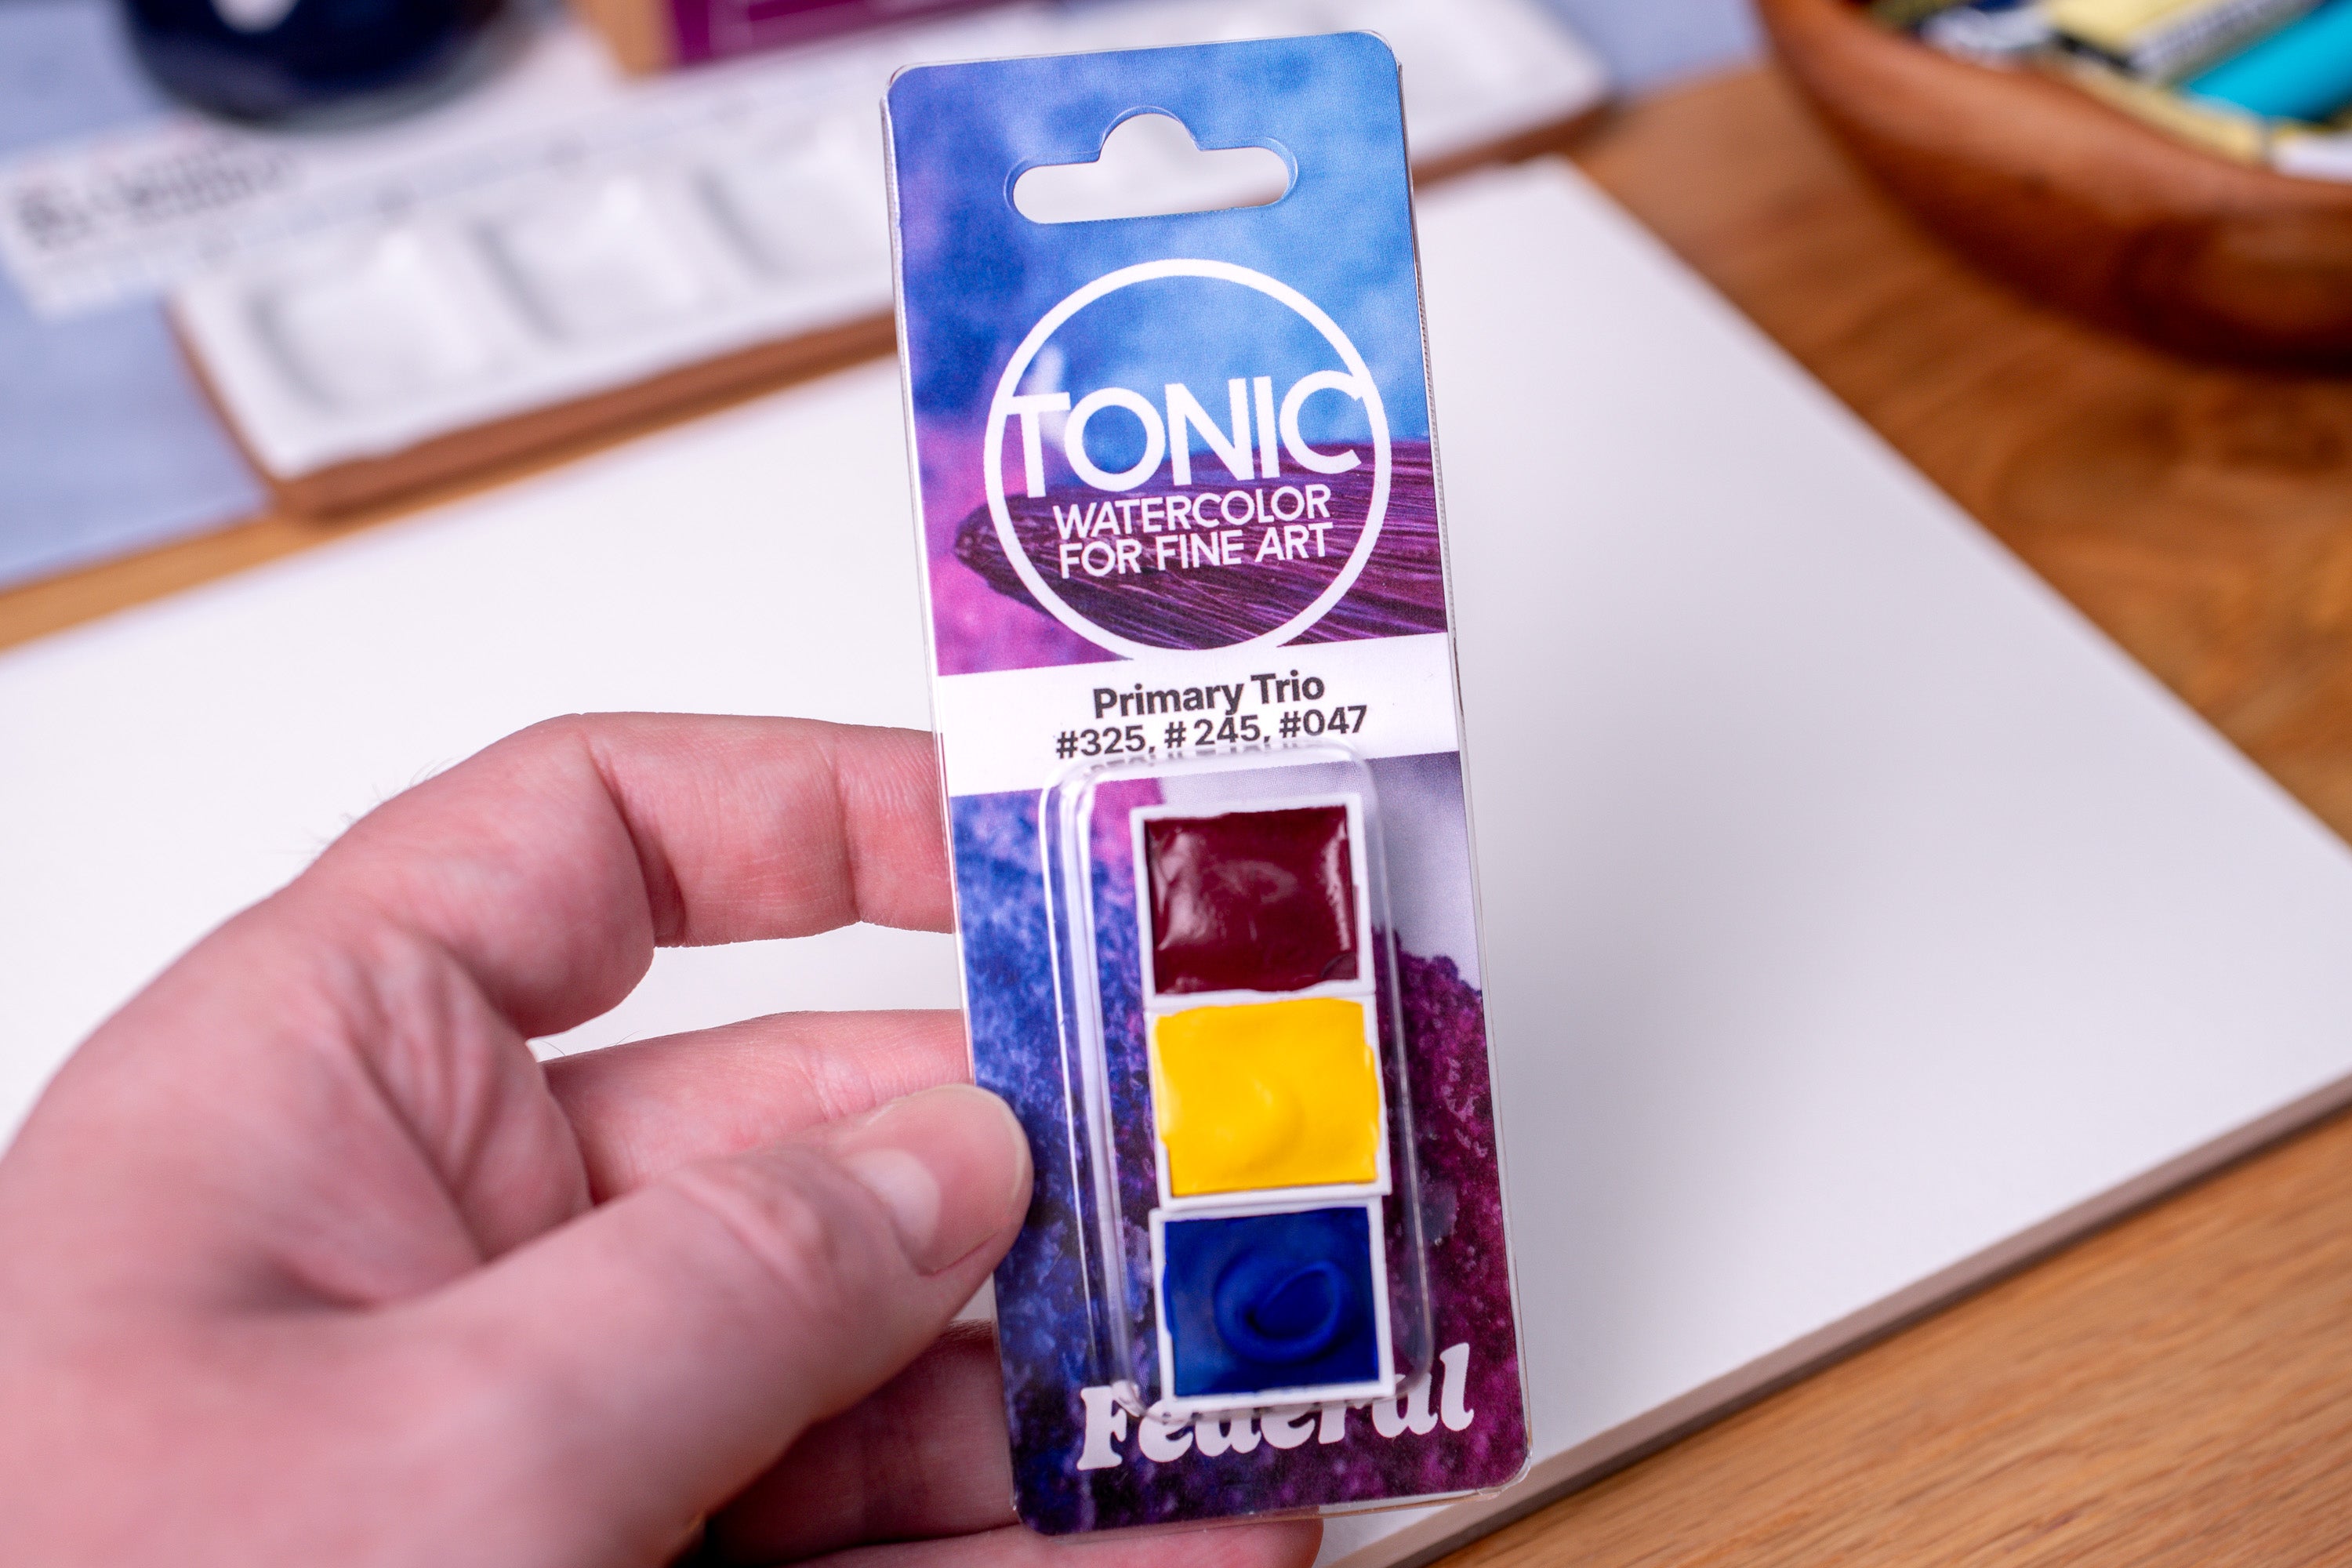 TONIC
WATERCOLOR
FOR FINE ART
Primary Trio
#325, # 245, #047
Federal